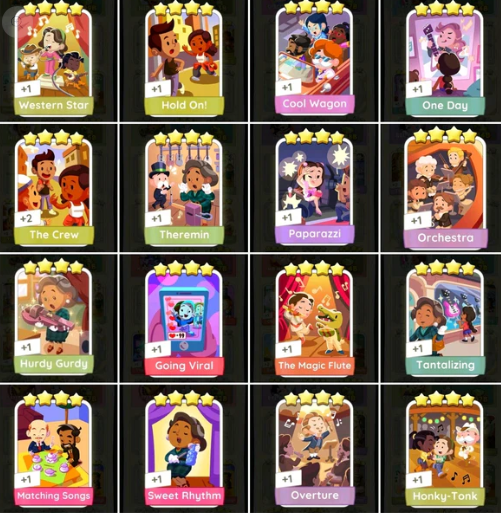 +1
Western Star
+1
Hold On!
+1
Cool Wagon
+1
One Day
+2
The Crew
+1
Theremin
+1
Paparazzi
+1
Orchestra
+1
Hurdy Gurdy
+1
Going Viral
+1
The Magic Flute
+1
Tantalizing
+1
Matching Songs
+1
Sweet Rhythm
+1
Overture
+1
Honky-Tonk